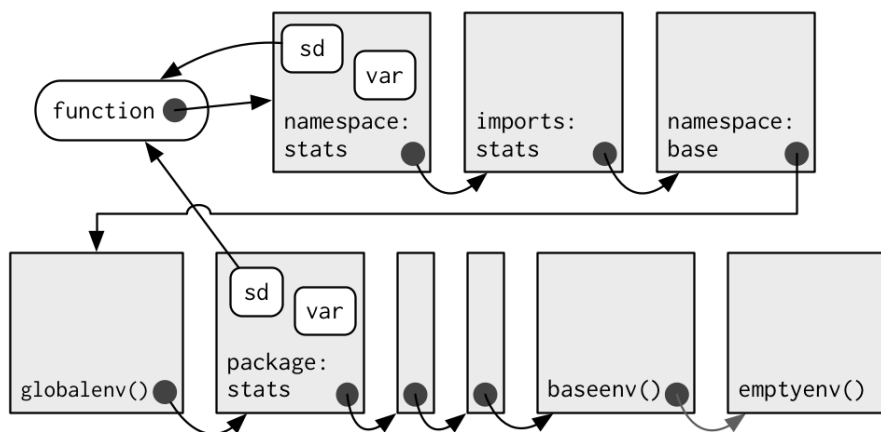 sd
var
function
namespace:
stats
imports:
stats
namespace:
base
sd
var
globalenv()
package:
stats
baseenv()
emptyenv()